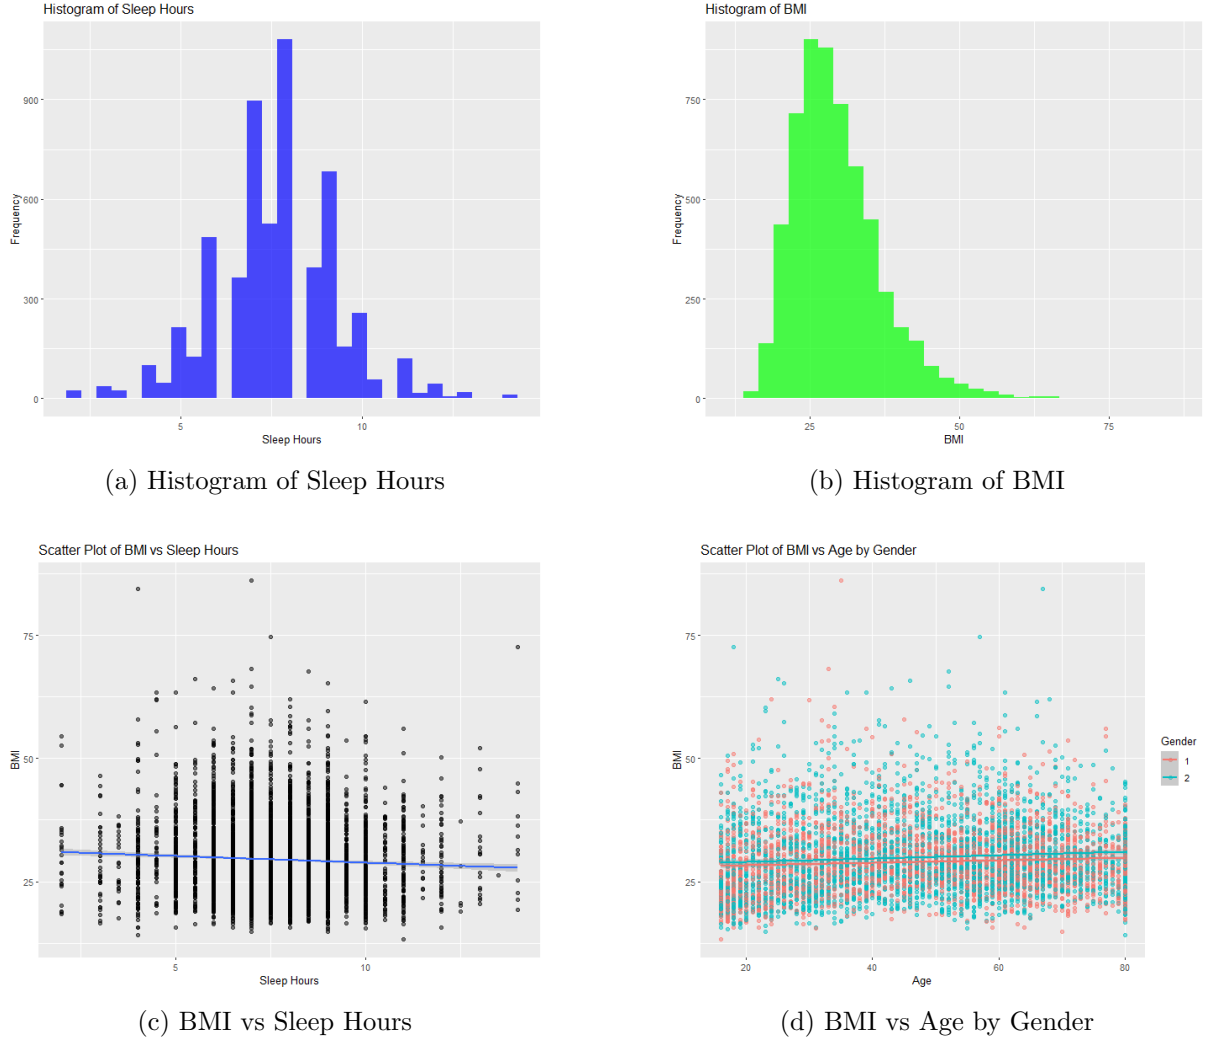 Histogram of Sleep Hours
Frequency
900
600
300
0
5
10
Sleep Hours
(a) Histogram of Sleep Hours
Histogram of BMI
Frequency
750
500
250
0
25
50
75
BMI
(b) Histogram of BMI
Scatter Plot of BMI vs Sleep Hours
BMI
75
50
25
5
10
Sleep Hours
(c) BMI vs Sleep Hours
Scatter Plot of BMI vs Age by Gender
BMI
75
50
25
20
40
60
80
Age
Gender
1
2
(d) BMI vs Age by Gender